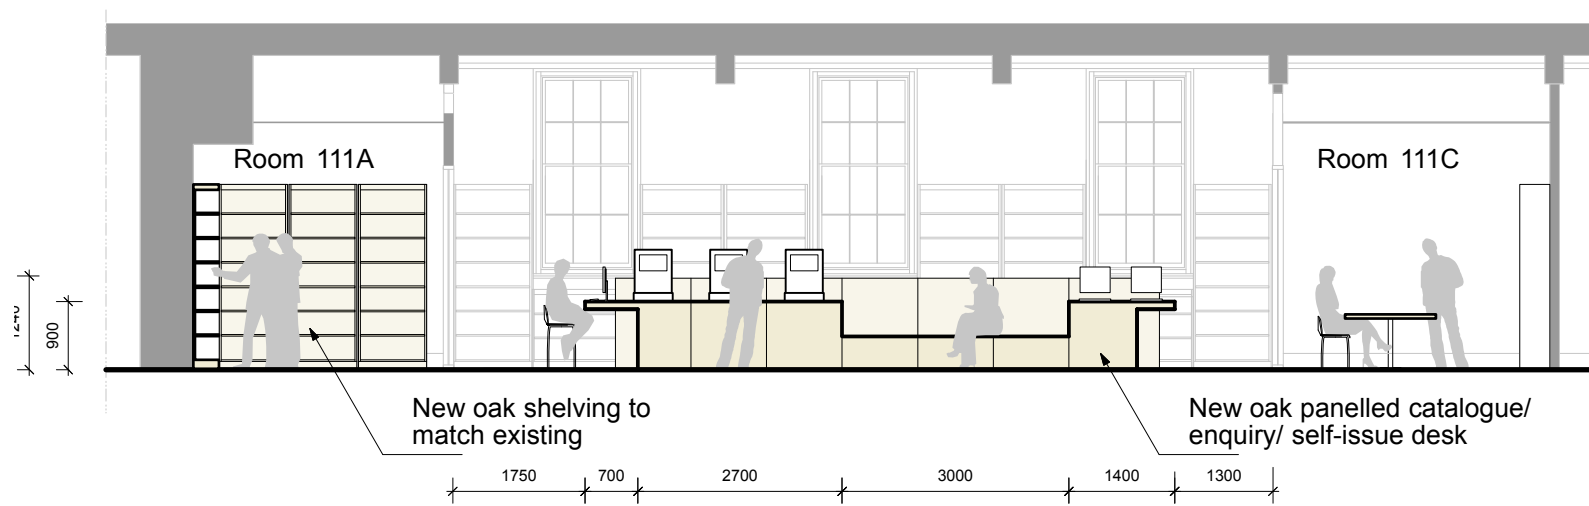 Room 111A
Room 111C
1240
900
New oak shelving to
match existing
New oak panelled catalogue/
enquiry/ self-issue desk
1750 700 2700 3000 1400 1300